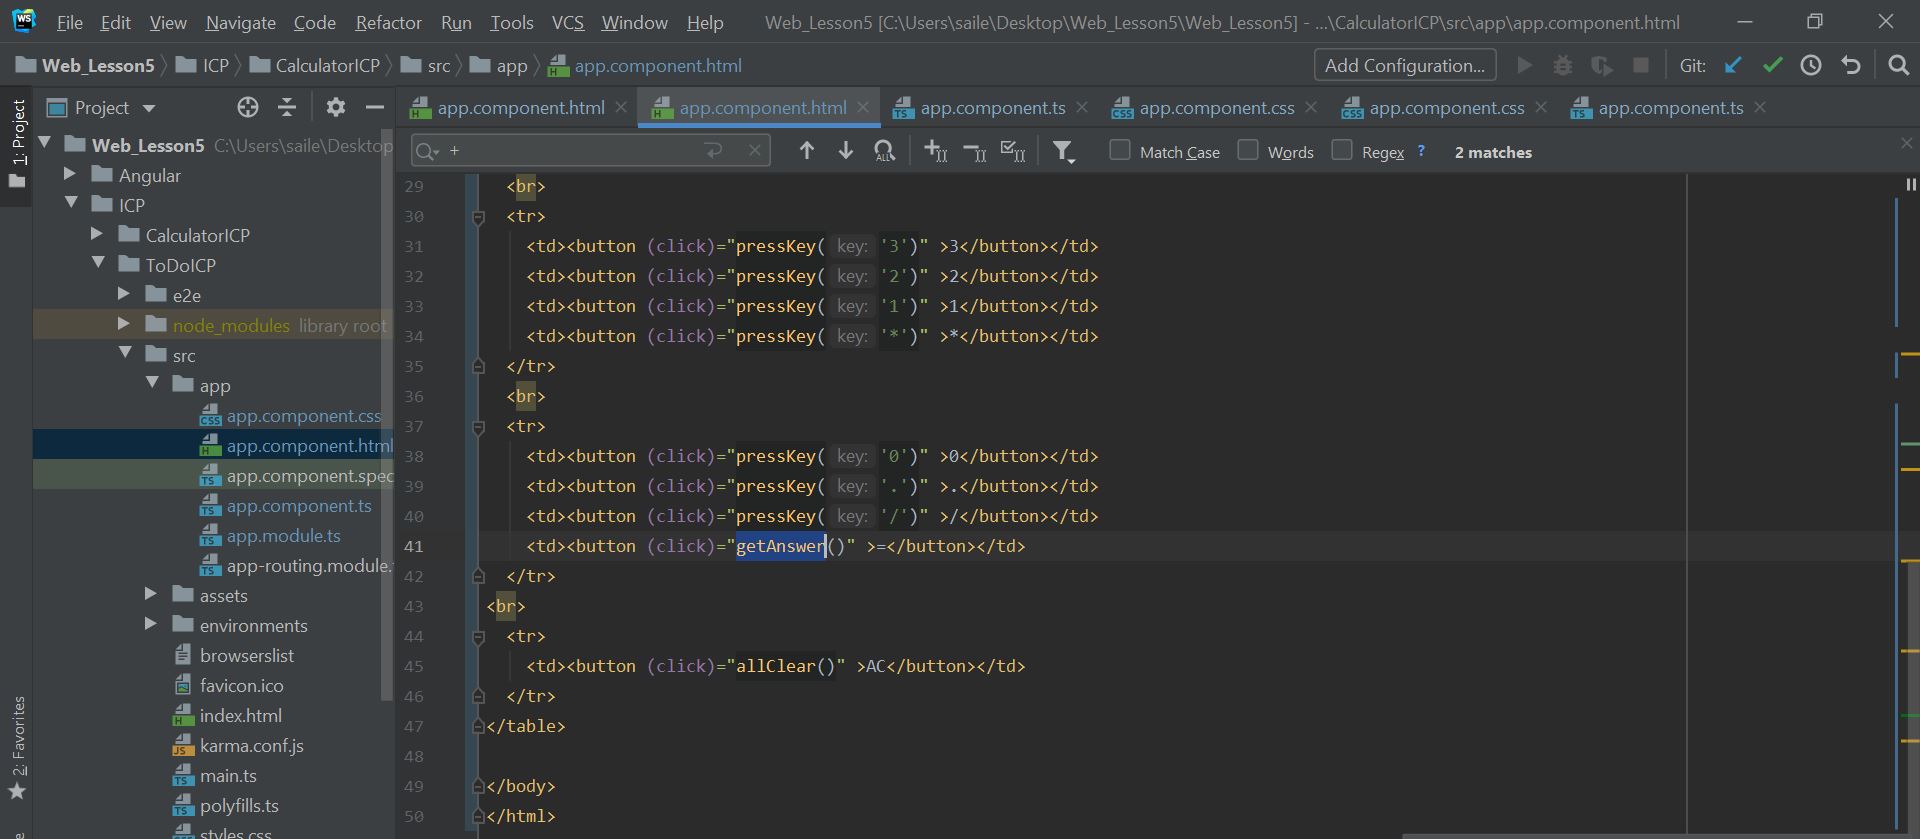 WS File Edit View Navigate Code Refactor Run Tools VCS Window Help Web_Lesson5 [C:\Users\saile\Desktop\Web_Lesson5\Web_Lesson5] - ...\CalculatorICP\src\app\app.component.html
Web_Lesson5 ICP CalculatorICP src app app.component.html Add Configuration... Git:
1: Project
2: Favorites
Project
Web_Lesson5 C:\Users\saile\Desktop
Angular
ICP
CalculatorICP
ToDoICP
e2e
node_modules library root
src
app
app.component.css
app.component.html
app.component.spec
app.component.ts
app.module.ts
app-routing.module.
assets
environments
browserslist
favicon.ico
index.html
karma.conf.js
main.ts
polyfills.ts
styles.css
app.component.html app.component.html app.component.ts app.component.css app.component.css app.component.ts
+ Match Case Words Regex ? 2 matches
29 <br>
30 <tr>
31 <td><button (click)="pressKey( key: '3')" >3</button></td>
32 <td><button (click)="pressKey( key: '2')" >2</button></td>
33 <td><button (click)="pressKey( key: '1')" >1</button></td>
34 <td><button (click)="pressKey( key: '*')" >*</button></td>
35 </tr>
36 <br>
37 <tr>
38 <td><button (click)="pressKey( key: '0')" >0</button></td>
39 <td><button (click)="pressKey( key: '.')" >.</button></td>
40 <td><button (click)="pressKey( key: '/')" >/</button></td>
41 <td><button (click)="getAnswer()" >=</button></td>
42 </tr>
43 <br>
44 <tr>
45 <td><button (click)="allClear()" >AC</button></td>
46 </tr>
47 </table>
48
49 </body>
50 </html>